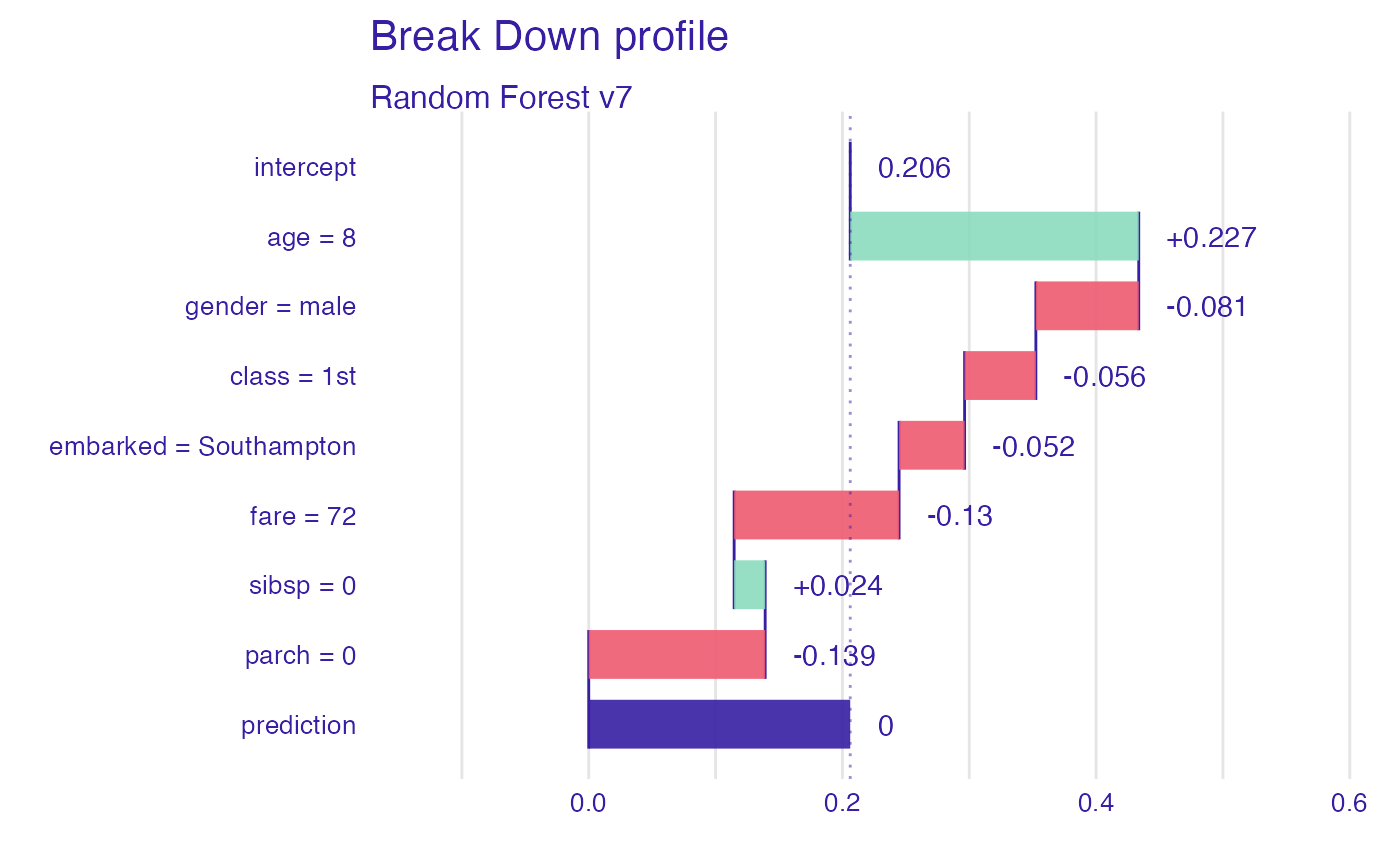 Break Down profile
Random Forest v7
intercept 0.206
age = 8 +0.227
gender = male -0.081
class = 1st -0.056
embarked = Southampton -0.052
fare = 72 -0.13
sibsp = 0 +0.024
parch = 0 -0.139
prediction 0
0.0 0.2 0.4 0.6